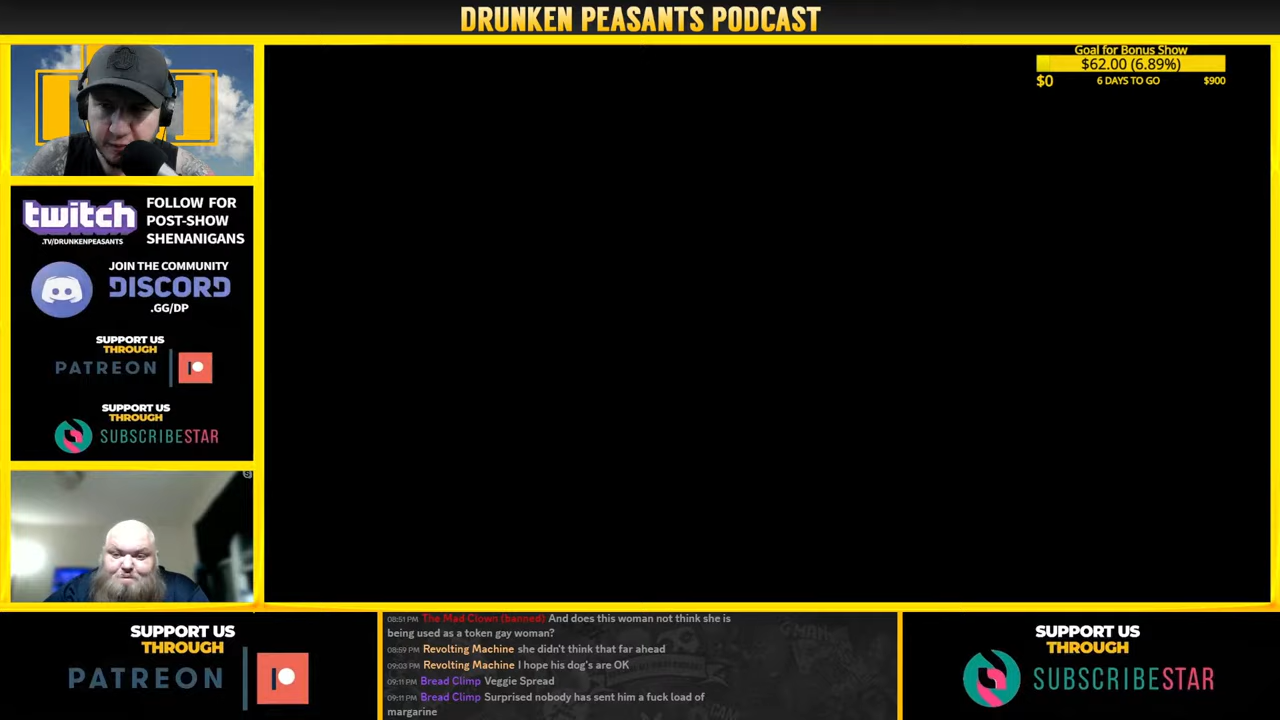 DRUNKEN PEASANTS PODCAST
Goal for Bonus Show
$62.00 (6.89%)
$0 6 DAYS TO GO $900
twitch
.TV/DRUNKENPEASANTS
FOLLOW FOR
POST-SHOW
SHENANIGANS
JOIN THE COMMUNITY
DISCORD
.GG/DP
SUPPORT US
THROUGH
PATREON
SUPPORT US
THROUGH
SUBSCRIBESTAR
SUPPORT US
THROUGH
PATREON
08:51 PM The Mad Clown (banned) And does this woman not think she is
being used as a token gay woman?
08:59 PM Revolting Machine she didn't think that far ahead
09:03 PM Revolting Machine I hope his dog's are OK
09:11 PM Bread Climp Veggie Spread
09:11 PM Bread Climp Surprised nobody has sent him a fuck load of
margarine
SUPPORT US
THROUGH
SUBSCRIBESTAR